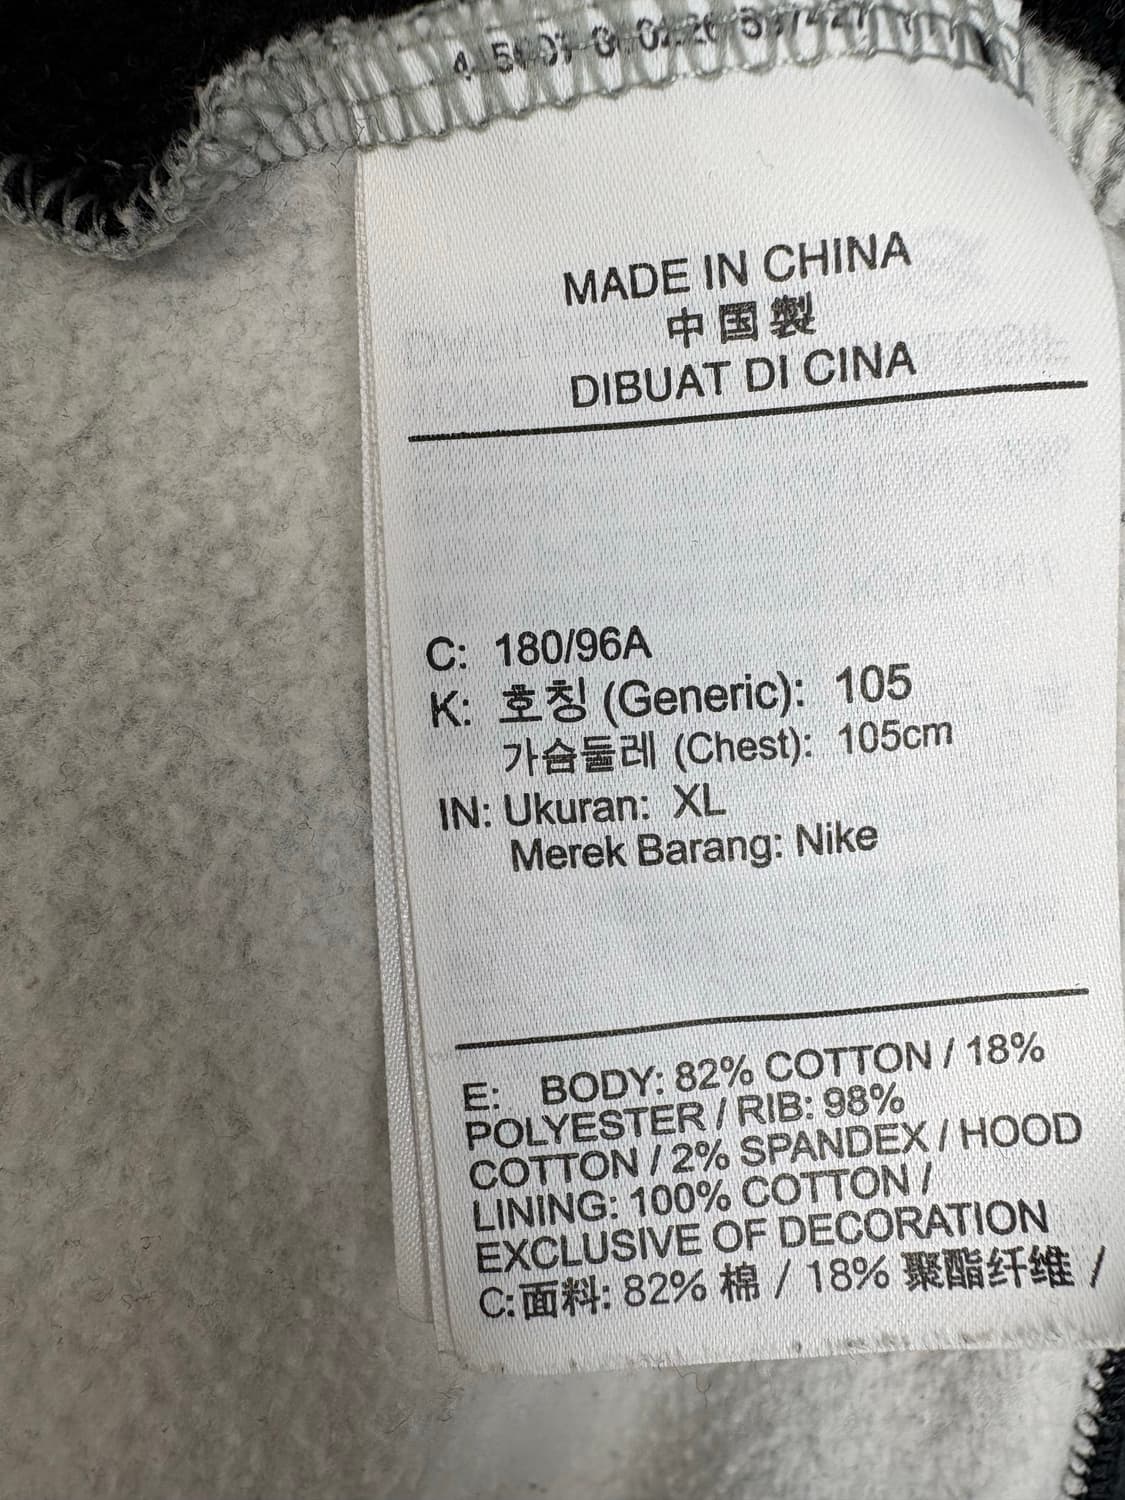 MADE IN CHINA
中国製
DIBUAT DI CINA
C: 180/96A
K: 호칭 (Generic): 105
가슴둘레 (Chest): 105cm
IN: Ukuran: XL
Merek Barang: Nike
E: BODY: 82% COTTON / 18%
POLYESTER / RIB: 98%
COTTON / 2% SPANDEX / HOOD
LINING: 100% COTTON /
EXCLUSIVE OF DECORATION
C:面料: 82% 棉 / 18% 聚酯纤维 /